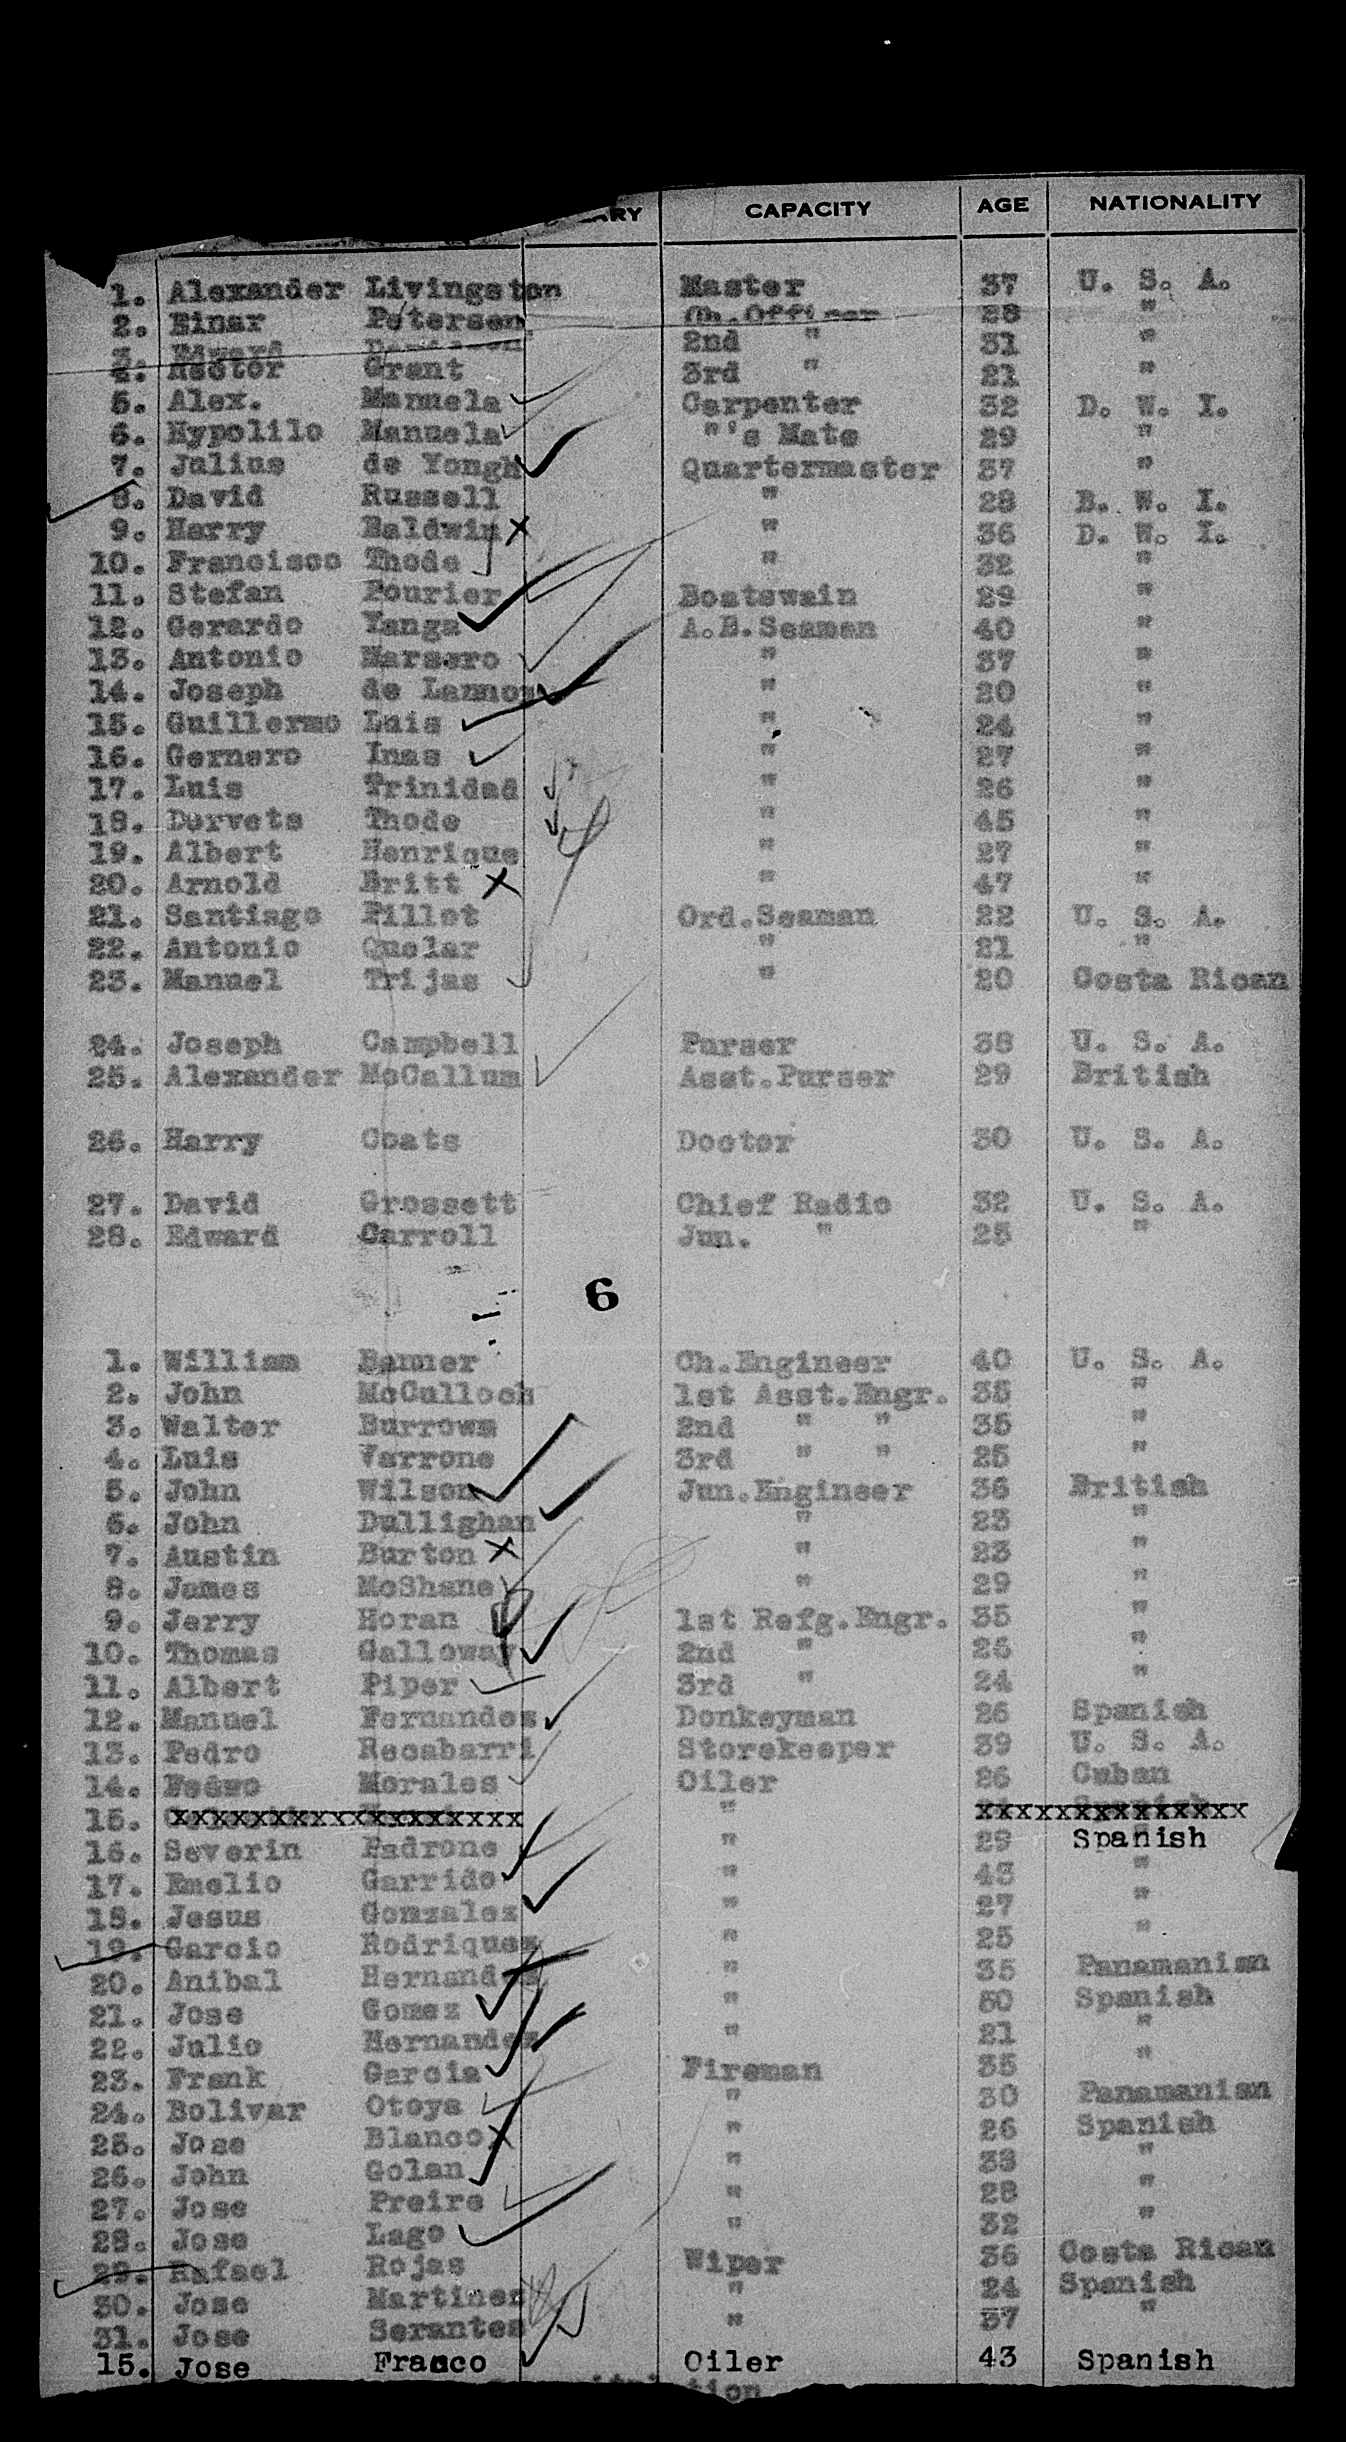 CAPACITY AGE NATIONALITY
1. Alexander Livingston Master 37 U. S. A.
2. Einar Petersen Ch.Officer 28 "
3. Edward 2nd " 31 "
4. Hector Grant 3rd " 21 "
5. Alex. Manuela Carpenter 32 D. W. I.
6. Hypolilo Manuela "'s Mate 29 "
7. Julius de Yongh Quartermaster 37 "
8. David Russell " 28 B. W. I.
9. Harry Baldwin " 36 D. W. I.
10. Francisco Thode " 32 "
11. Stefan Pourier Boatswain 29 "
12. Gerardo Yanga A.B.Seaman 40 "
13. Antonio Marsero " 37 "
14. Joseph de Lannoy " 20 "
15. Guillermo Luis " 24 "
16. Gernero Inas " 27 "
17. Luis Trinidad " 26 "
18. Dervets Thode " 45 "
19. Albert Henrique " 27 "
20. Arnold Britt " 47 "
21. Santiago Pillot Ord.Seaman 22 U. S. A.
22. Antonio Quelar " 21 "
23. Manuel Trijas " 20 Costa Rican
24. Joseph Campbell Purser 38 U. S. A.
25. Alexander McCallum Asst.Purser 29 British
26. Harry Coats Doctor 30 U. S. A.
27. David Grossett Chief Radio 32 U. S. A.
28. Edward Carroll Jun. " 25 "
6
1. William Banner Ch.Engineer 40 U. S. A.
2. John McCulloch 1st Asst.Engr. 35 "
3. Walter Burrows 2nd " " 35 "
4. Luis Varrone 3rd " " 25 "
5. John Wilson Jun.Engineer 36 British
6. John Dullighan " 23 "
7. Austin Burton " 23 "
8. James McShane " 29 "
9. Jerry Horan 1st Refg.Engr. 35 "
10. Thomas Galloway 2nd " 26 "
11. Albert Piper 3rd " 24 "
12. Manuel Fernandes Donkeyman 26 Spanish
13. Pedro Recabarri Storekeeper 39 U. S. A.
14. Pedro Morales Oiler 26 Cuban
15. xxxxxxxxxxxxxxxxxx " xxxxxxxxxxxxxx
16. Severin Padrone " 29 Spanish
17. Emelio Garrido " 43 "
18. Jesus Gonzalez " 27 "
19. Garcio Rodriquez " 25 "
20. Anibal Hernandez " 35 Panamanian
21. Jose Gomez " 50 Spanish
22. Julio Hernandez " 21 "
23. Frank Garcia Fireman 35 "
24. Bolivar Otoya " 30 Panamanian
25. Jose Blanco " 26 Spanish
26. John Golan " 33 "
27. Jose Preire " 28 "
28. Jose Lago " 32 "
29. Rafael Rojas Wiper 36 Costa Rican
30. Jose Martinez " 24 Spanish
31. Jose Serantes " 37 "
15. Jose Franco Oiler 43 Spanish